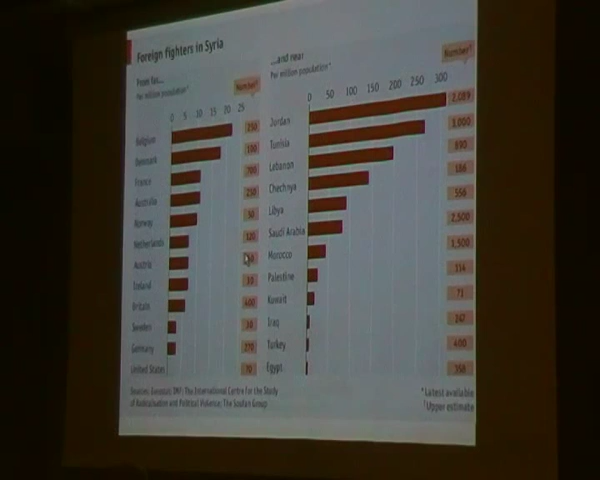 Foreign fighters in Syria
From far...
Per million population*
Number†
0 5 10 15 20 25
Belgium 250
Denmark 100
France 700
Australia 250
Norway 50
Netherlands 120
Austria
Ireland 30
Britain 400
Sweden 30
Germany 270
United States 70
...and near
Per million population*
Number†
0 50 100 150 200 250 300
Jordan 2,089
Tunisia 3,000
Lebanon 890
Chechnya 186
Libya 556
Saudi Arabia 2,500
Morocco 1,500
Palestine 114
Kuwait 71
Iraq 247
Turkey 400
Egypt 358
Sources: The International Centre for the Study
of Radicalisation and Political Violence; The Soufan Group
*Latest available
†Upper estimate